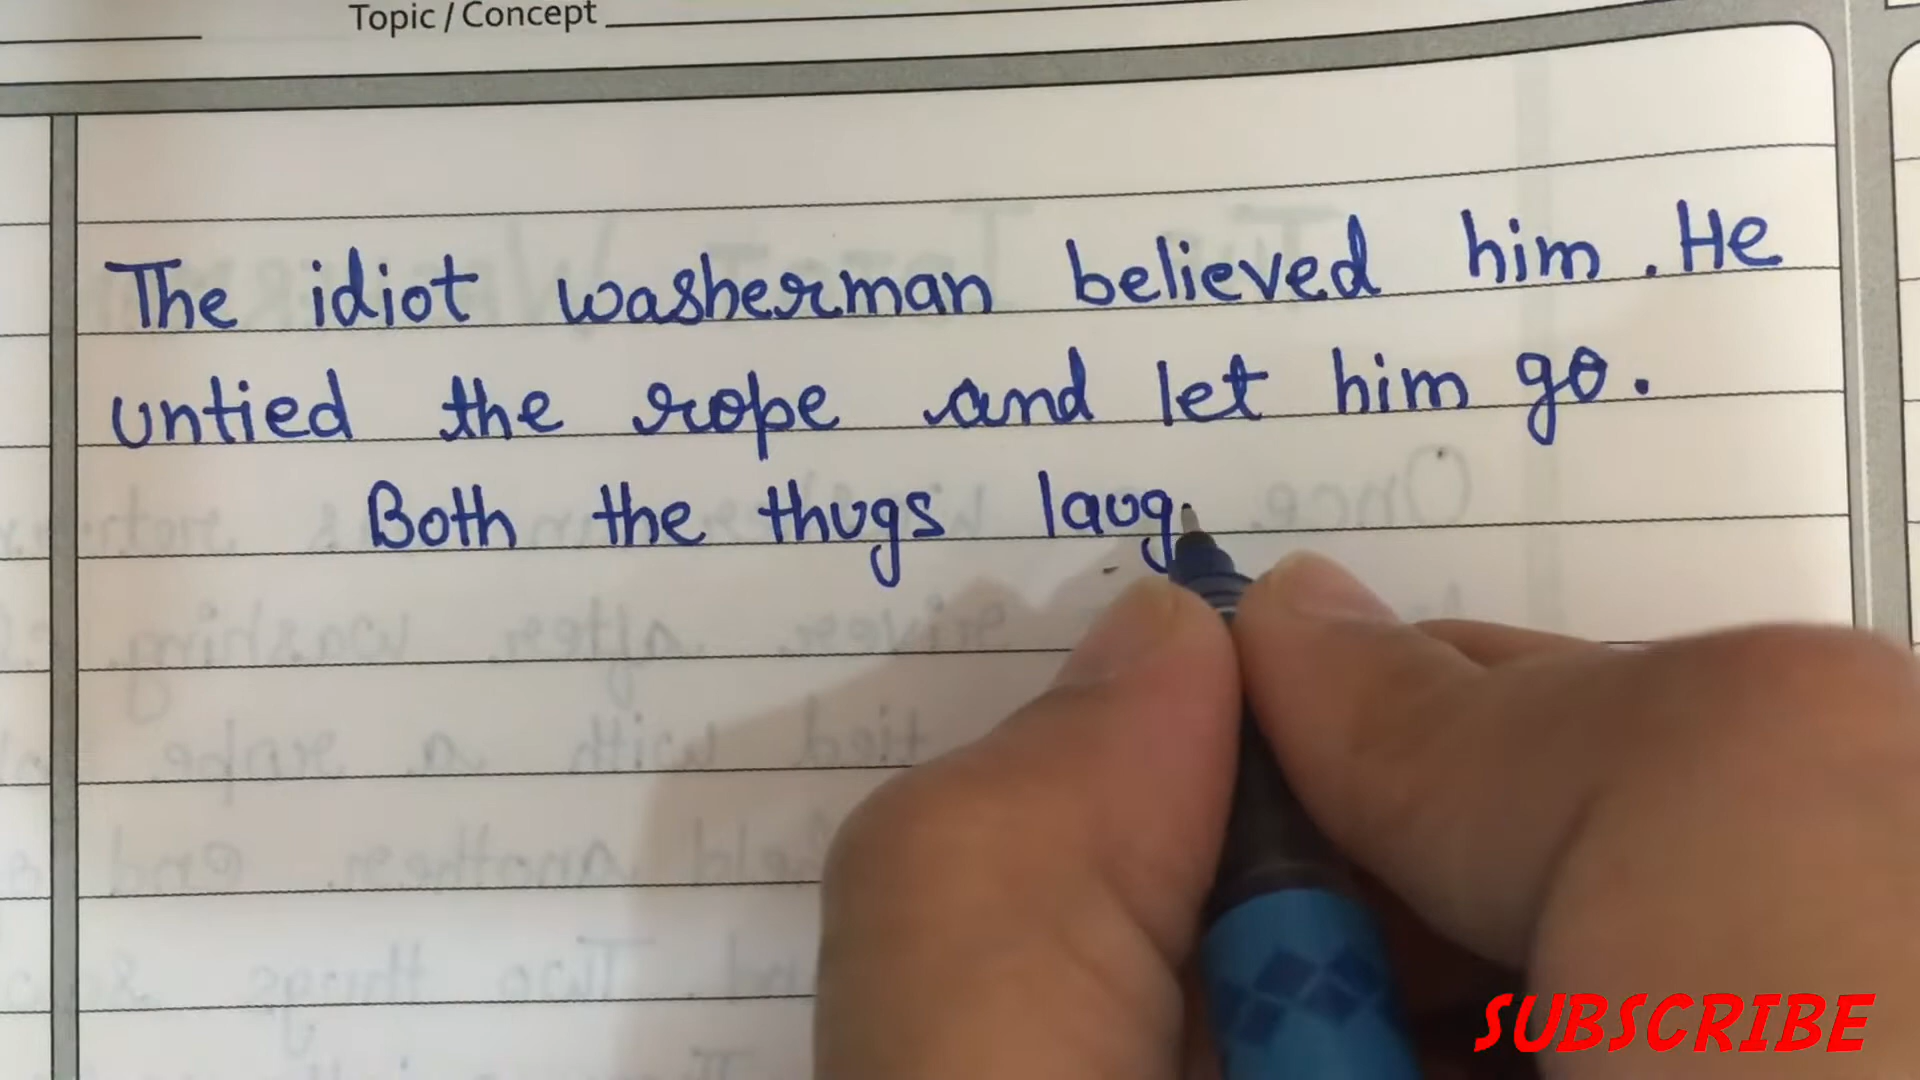 Topic / Concept
The idiot washerman believed him. He
untied the rope and let him go.
Both the thugs laug
SUBSCRIBE